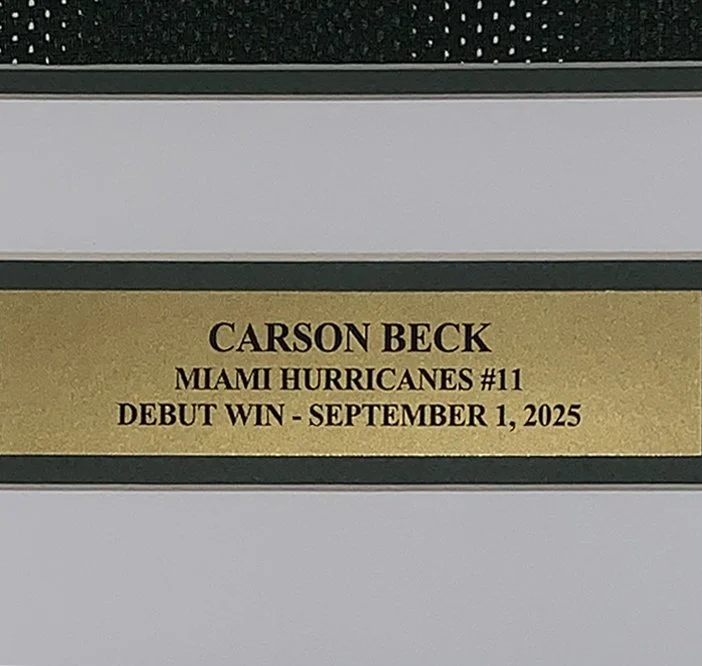 CARSON BECK
MIAMI HURRICANES #11
DEBUT WIN - SEPTEMBER 1, 2025